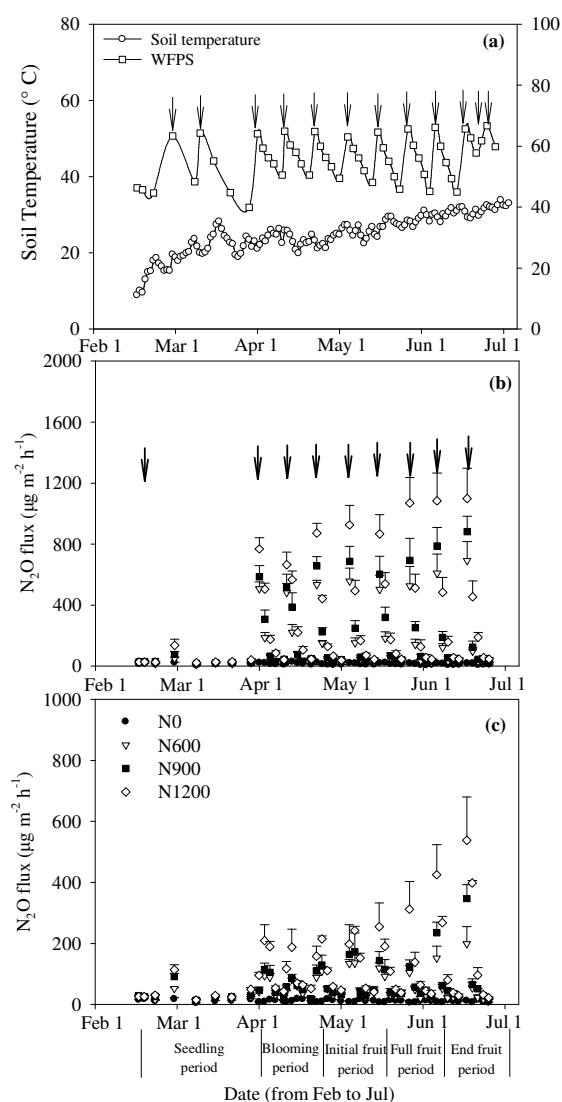 (a)
Soil temperature
WFPS
Soil Temperature (° C)
80
60
40
20
0
100
80
60
40
20
0
Feb 1 Mar 1 Apr 1 May 1 Jun 1 Jul 1
(b)
N₂O flux (µg m⁻² h⁻¹)
2000
1600
1200
800
400
0
Feb 1 Mar 1 Apr 1 May 1 Jun 1 Jul 1
(c)
N0
N600
N900
N1200
N₂O flux (µg m⁻² h⁻¹)
1000
800
600
400
200
0
Feb 1 Mar 1 Apr 1 May 1 Jun 1 Jul 1
Seedling period
Blooming period
Initial fruit period
Full fruit period
End fruit period
Date (from Feb to Jul)